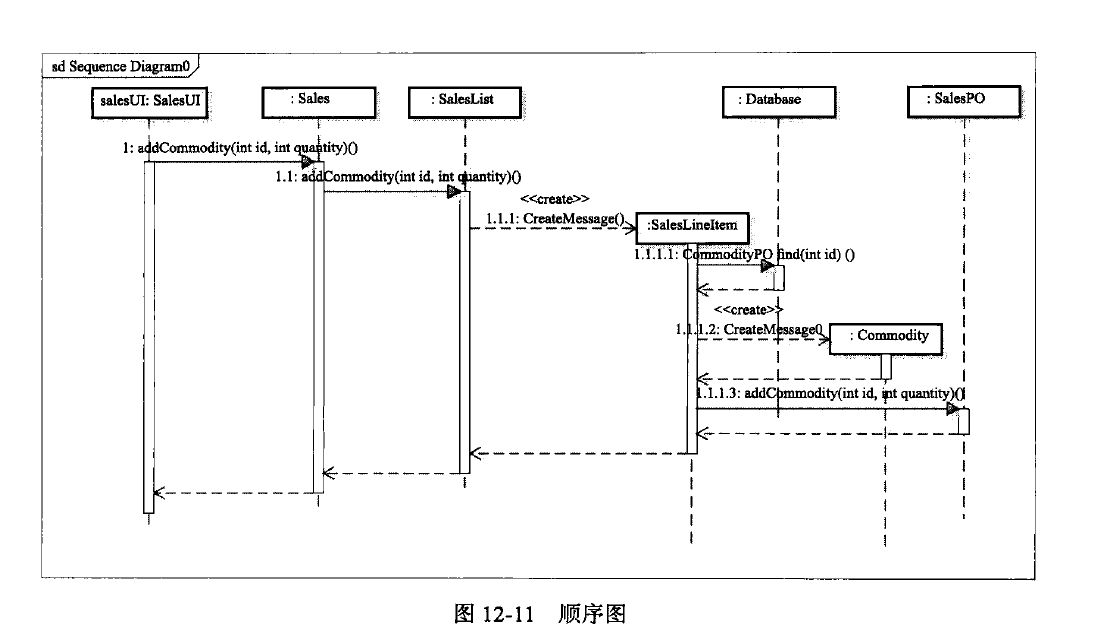 sd Sequence Diagram0
salesUI: SalesUI
: Sales
: SalesList
: Database
: SalesPO
1: addCommodity(int id, int quantity)()
1.1: addCommodity(int id, int quantity)()
<<create>>
1.1.1: CreateMessage()
:SalesLineItem
1.1.1.1: CommodityPO find(int id) ()
<<create>>
1.1.1.2: CreateMessage()
: Commodity
1.1.1.3: addCommodity(int id, int quantity)()
图 12-11 顺序图